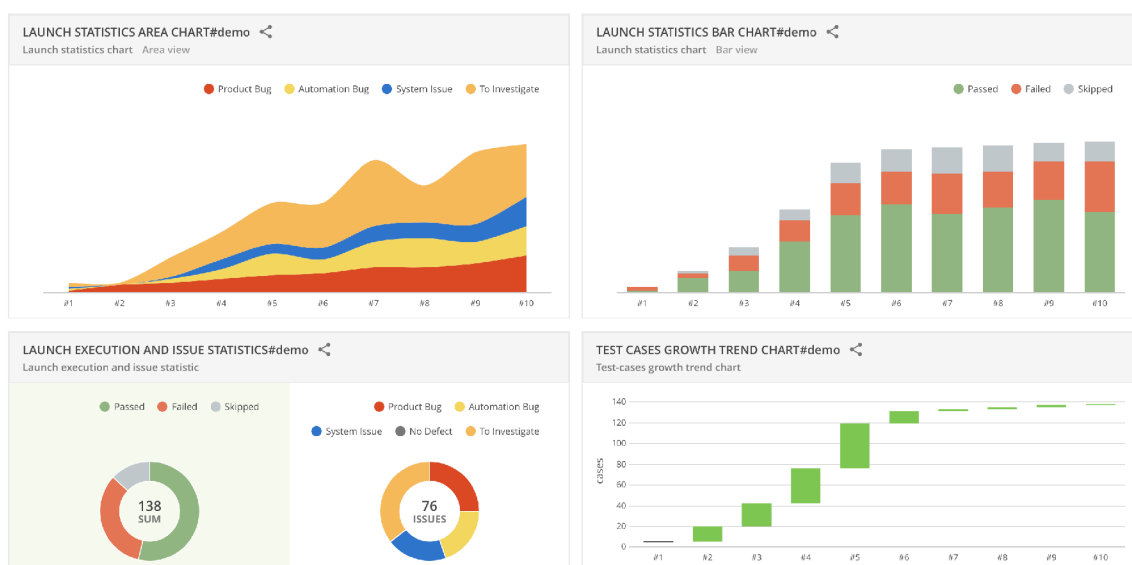 LAUNCH STATISTICS AREA CHART#demo
Launch statistics chart Area view
Product Bug Automation Bug System Issue To Investigate
#1 #2 #3 #4 #5 #6 #7 #8 #9 #10
LAUNCH STATISTICS BAR CHART#demo
Launch statistics chart Bar view
Passed Failed Skipped
#1 #2 #3 #4 #5 #6 #7 #8 #9 #10
LAUNCH EXECUTION AND ISSUE STATISTICS#demo
Launch execution and issue statistic
Passed Failed Skipped
138
SUM
Product Bug Automation Bug
System Issue No Defect To Investigate
76
ISSUES
TEST CASES GROWTH TREND CHART#demo
Test-cases growth trend chart
cases
140
120
100
80
60
40
20
0
#1 #2 #3 #4 #5 #6 #7 #8 #9 #10